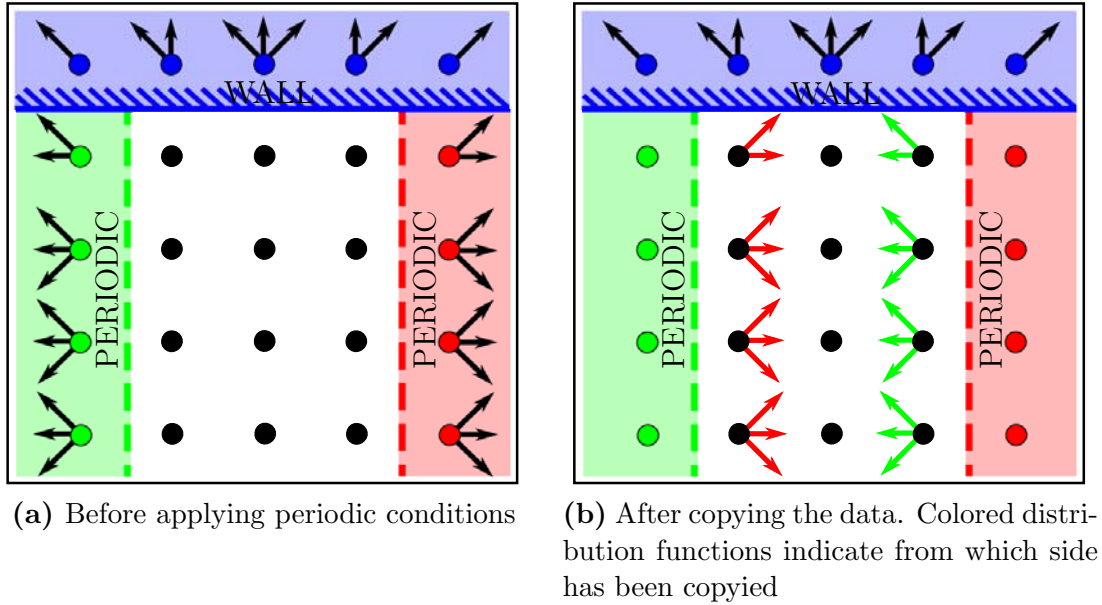 WALL
PERIODIC
PERIODIC
WALL
PERIODIC
PERIODIC
(a) Before applying periodic conditions
(b) After copying the data. Colored distri-
bution functions indicate from which side
has been copyied